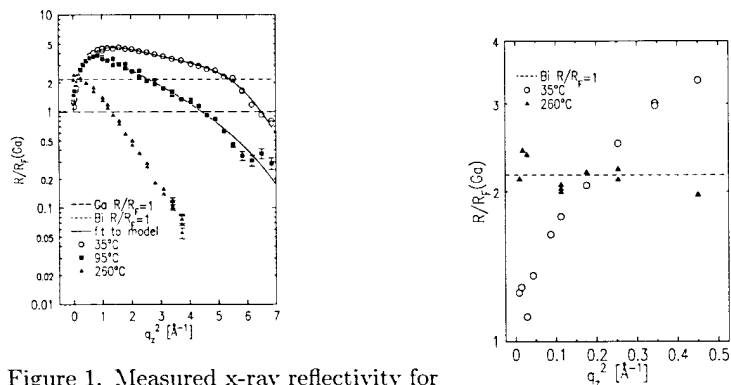 10
5
2
1
0.5
0.2
0.1
0.05
0.02
0.01
R/R_F(Ga)
Ga R/R_F=1
Bi R/R_F=1
fit to model
35°C
95°C
260°C
0 1 2 3 4 5 6 7
q_z^2 [Å^-1]
Figure 1. Measured x-ray reflectivity for
3
2
1
R/R_F(Ga)
Bi R/R_F=1
35°C
260°C
0 0.1 0.2 0.3 0.4 0.5
q_z^2 [Å^-1]